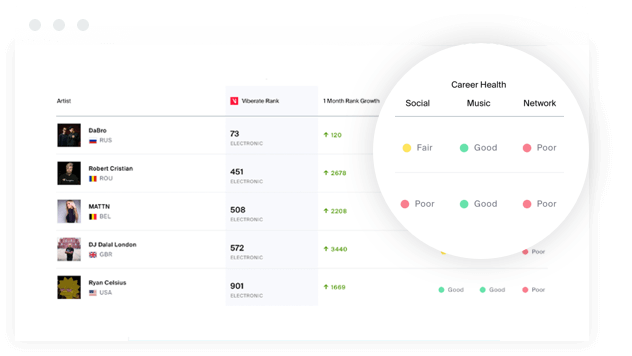 Career Health
Artist Viberate Rank 1 Month Rank Growth Social Music Network
DaBro 73 ↑ 120 Fair Good Poor
RUS ELECTRONIC
Robert Cristian 451 ↑ 2678 Poor Good Poor
ROU ELECTRONIC
MATTN 508 ↑ 2208
BEL ELECTRONIC
DJ Dalal London 572 ↑ 3440 Poor
GBR ELECTRONIC
Ryan Celsius 901 ↑ 1669 Good Good Poor
USA ELECTRONIC